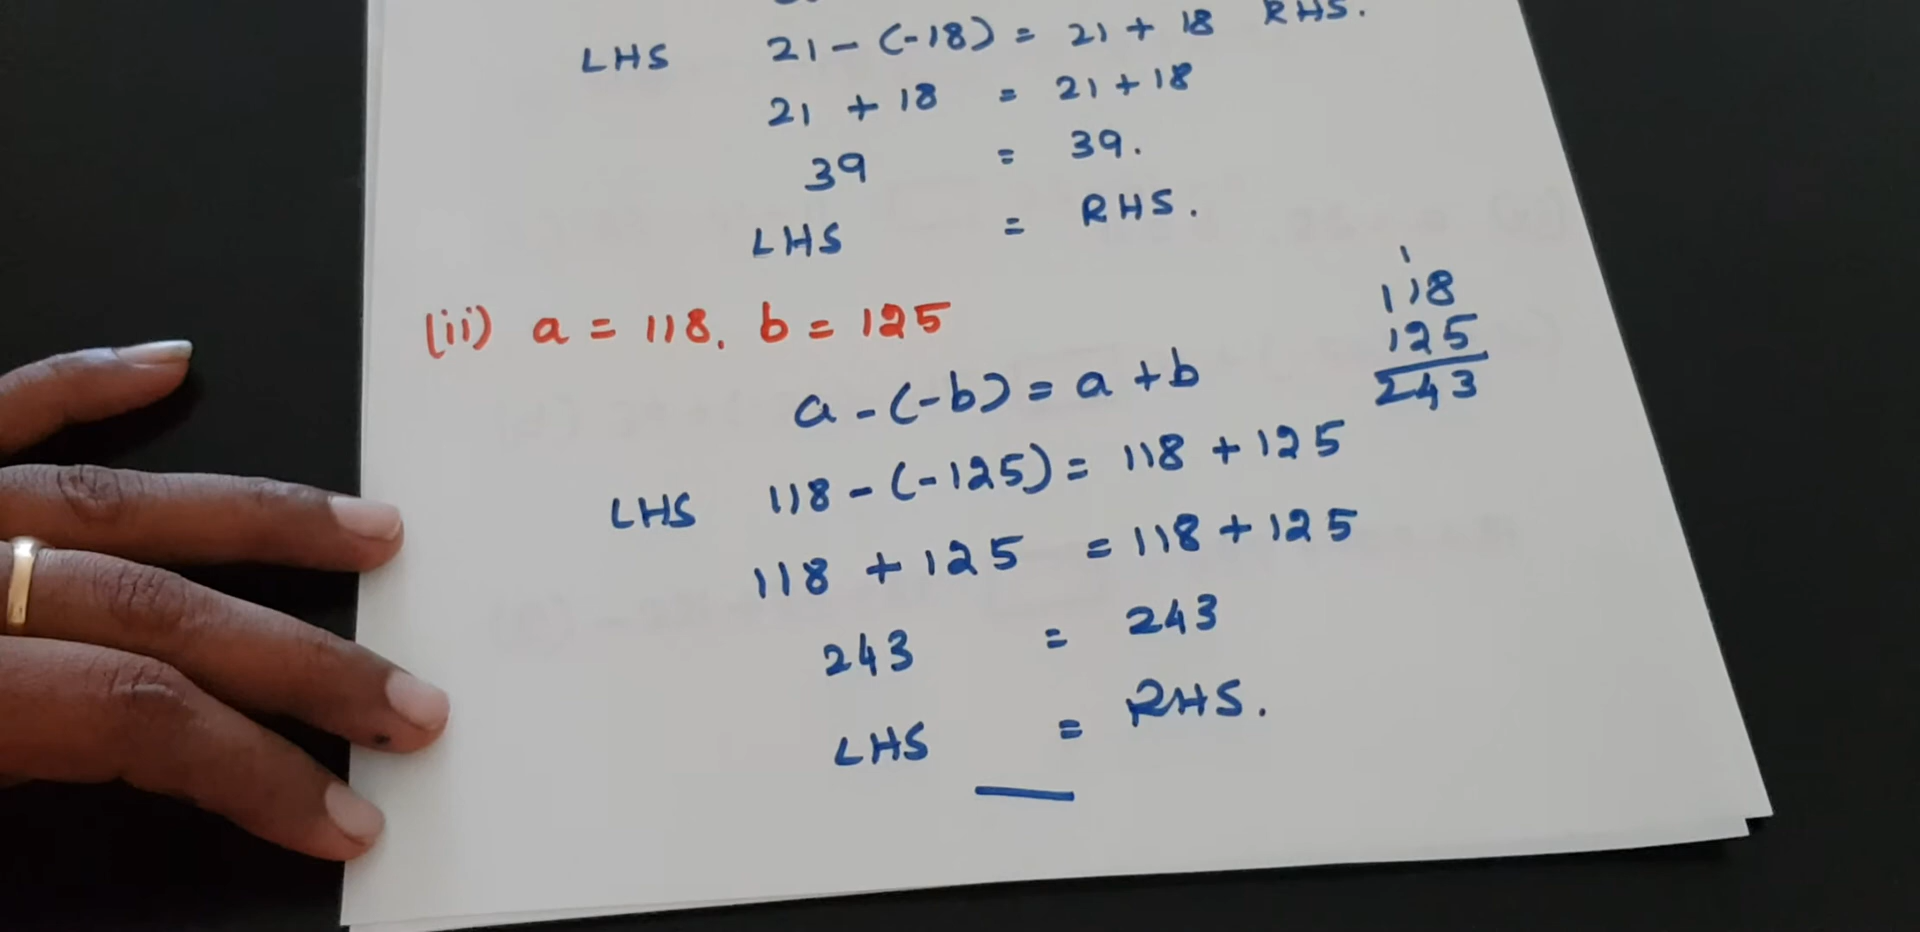 LHS 21 - (-18) = 21 + 18 RHS.
21 + 18 = 21 + 18
39 = 39.
LHS = RHS.
(ii) a = 118, b = 125
a - (-b) = a + b
LHS 118 - (-125) = 118 + 125
118 + 125 = 118 + 125
243 = 243
LHS = RHS.
1
118
125
243